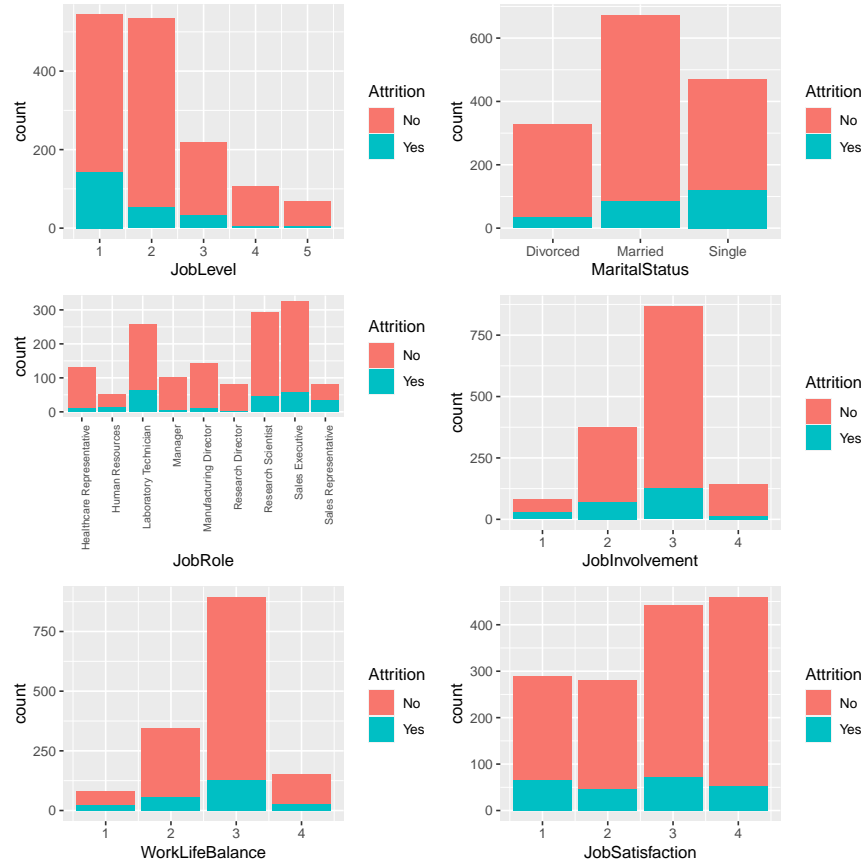 count
0
200
400
1
2
3
4
5
JobLevel
Attrition
No
Yes
count
0
200
400
600
Divorced
Married
Single
MaritalStatus
Attrition
No
Yes
count
0
100
200
300
Healthcare Representative
Human Resources
Laboratory Technician
Manager
Manufacturing Director
Research Director
Research Scientist
Sales Executive
Sales Representative
JobRole
Attrition
No
Yes
count
0
250
500
750
1
2
3
4
JobInvolvement
Attrition
No
Yes
count
0
250
500
750
1
2
3
4
WorkLifeBalance
Attrition
No
Yes
count
0
100
200
300
400
1
2
3
4
JobSatisfaction
Attrition
No
Yes